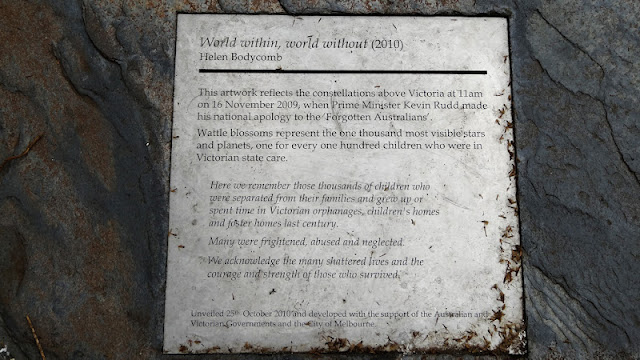 World within, world without (2010)
Helen Bodycomb
This artwork reflects the constellations above Victoria at 11am
on 16 November 2009, when Prime Minister Kevin Rudd made
his national apology to the 'Forgotten Australians'.
Wattle blossoms represent the one thousand most visible stars
and planets, one for every one hundred children who were in
Victorian state care.
Here we remember those thousands of children who
were separated from their families and grew up or
spent time in Victorian orphanages, children's homes
and foster homes last century.
Many were frightened, abused and neglected.
We acknowledge the many shattered lives and the
courage and strength of those who survived.
Unveiled 25th October 2010 and developed with the support of the Australian and
Victorian Governments and the City of Melbourne.